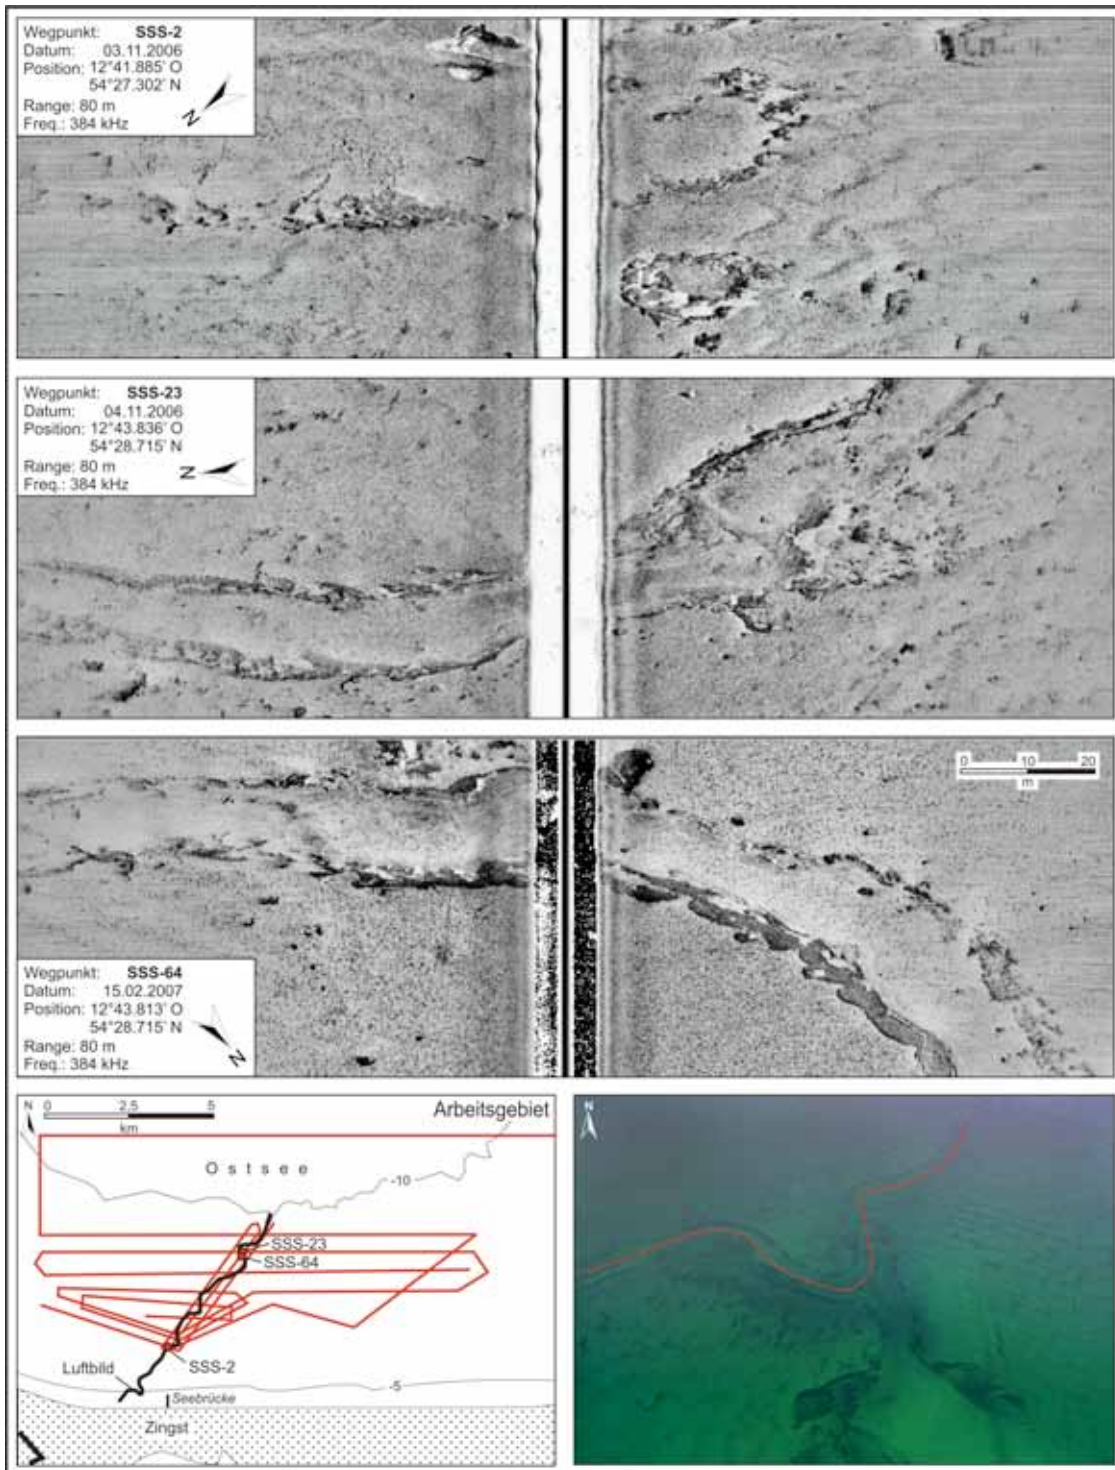 Wegpunkt: SSS-2
Datum: 03.11.2006
Position: 12°41.885' O
54°27.302' N
Range: 80 m
Freq.: 384 kHz
N
Wegpunkt: SSS-23
Datum: 04.11.2006
Position: 12°43.836' O
54°28.715' N
Range: 80 m
Freq.: 384 kHz
N
0 10 20
m
Wegpunkt: SSS-64
Datum: 15.02.2007
Position: 12°43.813' O
54°28.715' N
Range: 80 m
Freq.: 384 kHz
N
N 0 2.5 5
km
Arbeitsgebiet
Ostsee
-10
SSS-23
SSS-64
SSS-2
Luftbild
-5
Seebrücke
Zingst
N